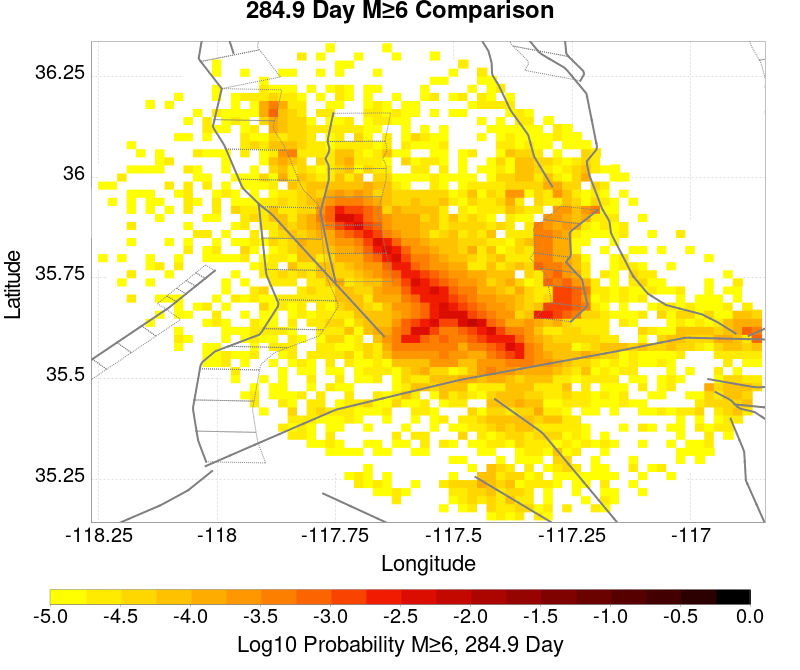 284.9 Day M≥6 Comparison
36.25
36
35.75
35.5
35.25
Latitude
-118.25 -118 -117.75 -117.5 -117.25 -117
Longitude
-5.0 -4.5 -4.0 -3.5 -3.0 -2.5 -2.0 -1.5 -1.0 -0.5 0.0
Log10 Probability M≥6, 284.9 Day